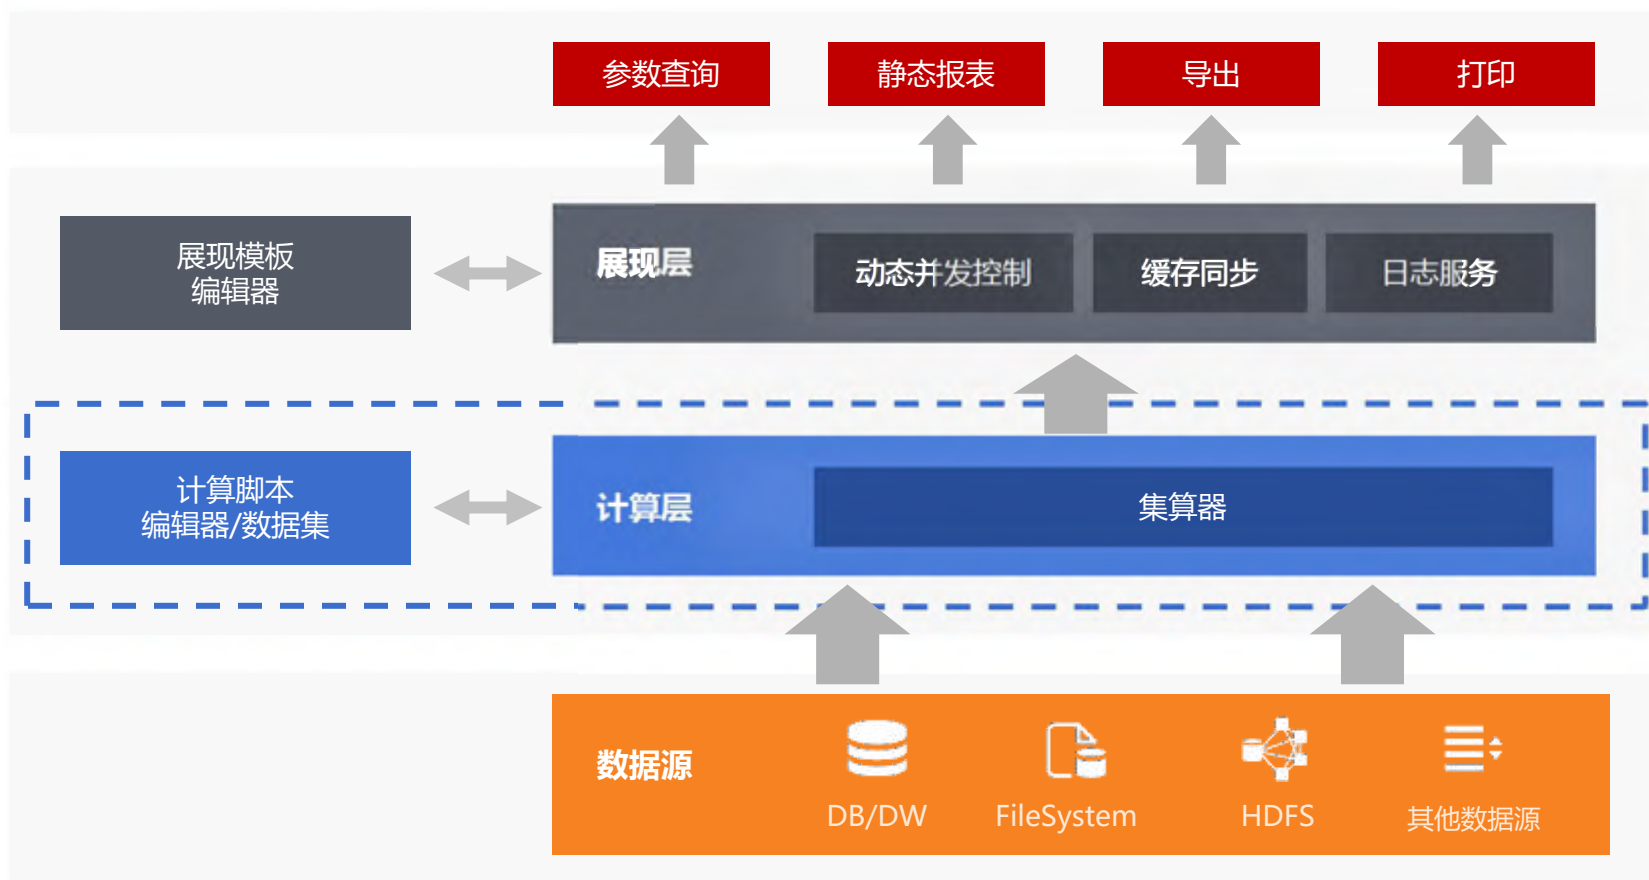 参数查询
静态报表
导出
打印
展现模板
编辑器
展现层
动态并发控制
缓存同步
日志服务
计算脚本
编辑器/数据集
计算层
集算器
数据源
DB/DW
FileSystem
HDFS
其他数据源